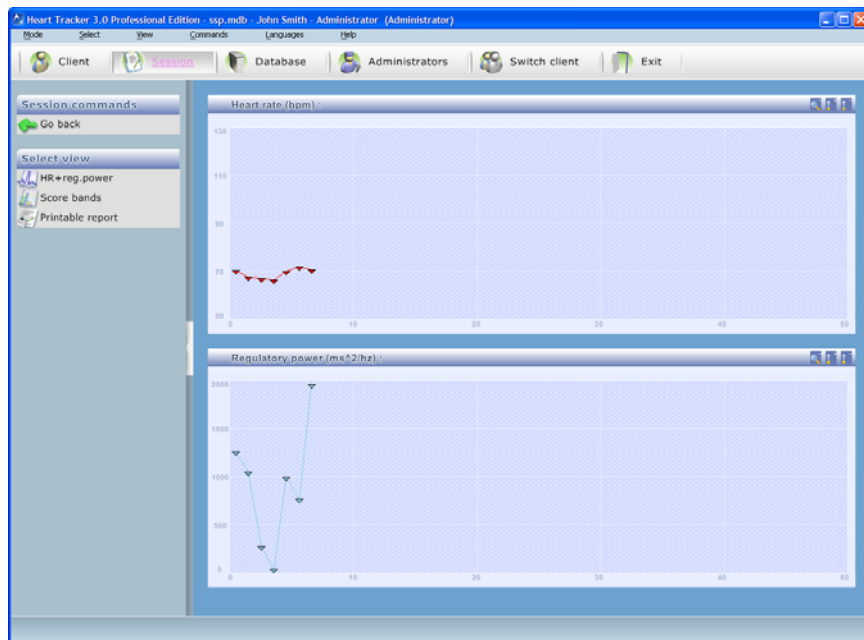 Heart Tracker 3.0 Professional Edition - ssp.mdb - John Smith - Administrator (Administrator)
Mode Select View Commands Languages Help
Client Session Database Administrators Switch client Exit
Session commands
Go back
Select view
HR+reg.power
Score bands
Printable report
Heart rate (bpm) :
130
110
90
70
50
0 10 20 30 40 50
Regulatory power (ms^2/hz) :
2000
1500
1000
500
0
0 10 20 30 40 50